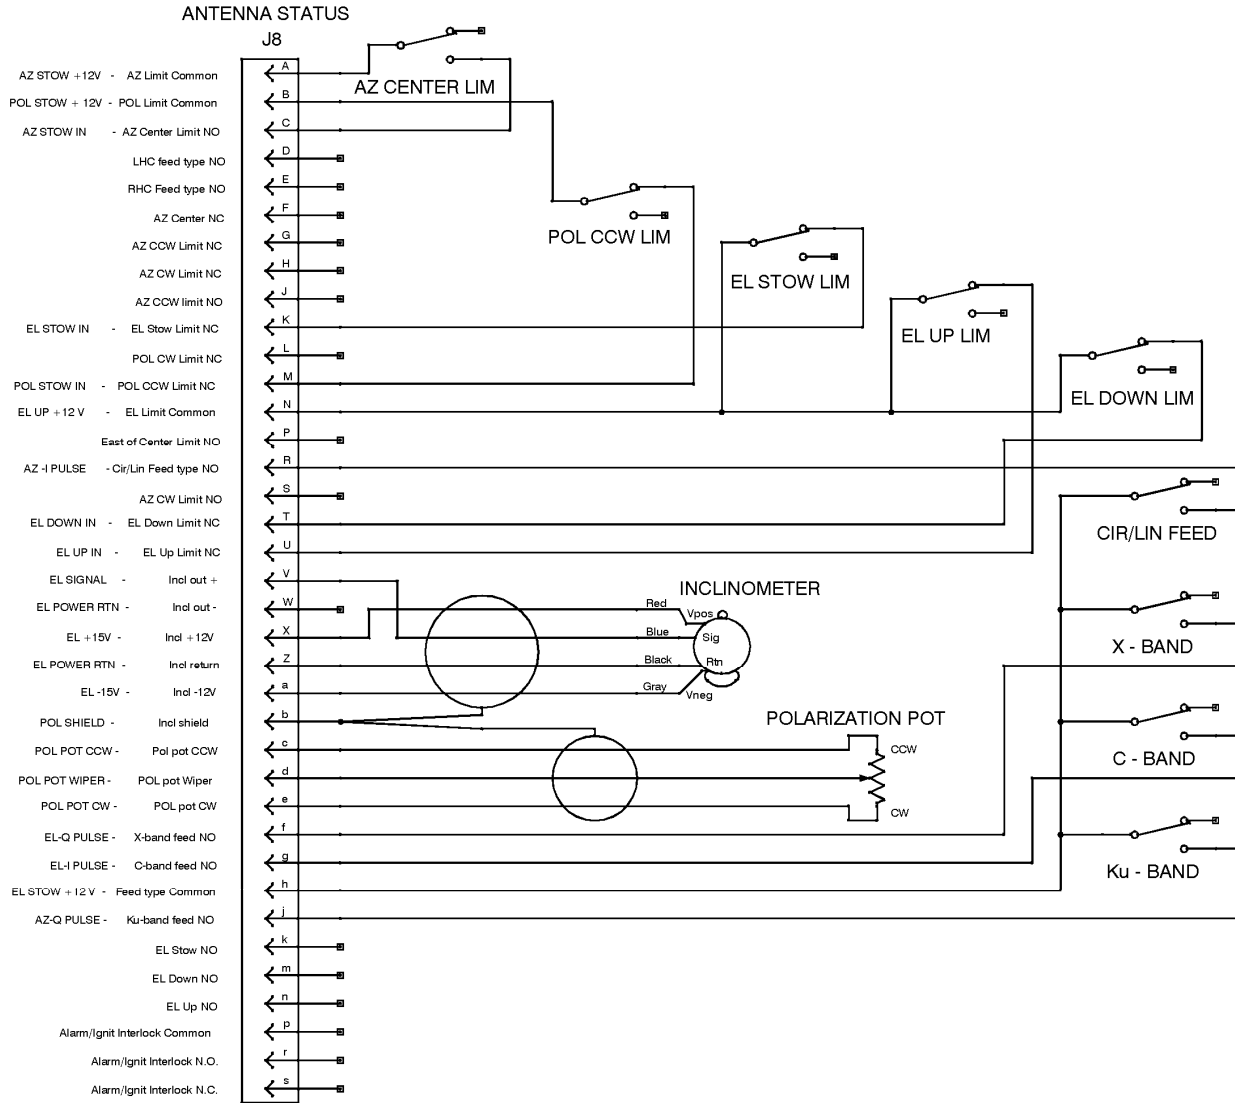 ANTENNA STATUS
J8
AZ STOW +12V - AZ Limit Common A
POL STOW + 12V - POL Limit Common B
AZ STOW IN - AZ Center Limit NO C
LHC feed type NO D
RHC Feed type NO E
AZ Center NC F
AZ CCW Limit NC G
AZ CW Limit NC H
AZ CCW limit NO J
EL STOW IN - EL Stow Limit NC K
POL CW Limit NC L
POL STOW IN - POL CCW Limit NC M
EL UP +12 V - EL Limit Common N
East of Center Limit NO P
AZ -I PULSE - Cir/Lin Feed type NO R
AZ CW Limit NO S
EL DOWN IN - EL Down Limit NC T
EL UP IN - EL Up Limit NC U
EL SIGNAL - Incl out + V
EL POWER RTN - Incl out - W
EL +15V - Incl +12V X
EL POWER RTN - Incl return Z
EL -15V - Incl -12V a
POL SHIELD - Incl shield b
POL POT CCW - Pol pot CCW c
POL POT WIPER - POL pot Wiper d
POL POT CW - POL pot CW e
EL-Q PULSE - X-band feed NO f
EL-I PULSE - C-band feed NO g
EL STOW +12 V - Feed type Common h
AZ-Q PULSE - Ku-band feed NO j
EL Stow NO k
EL Down NO m
EL Up NO n
Alarm/Ignit Interlock Common p
Alarm/Ignit Interlock N.O. r
Alarm/Ignit Interlock N.C. s
AZ CENTER LIM
POL CCW LIM
EL STOW LIM
EL UP LIM
EL DOWN LIM
CIR/LIN FEED
X - BAND
C - BAND
Ku - BAND
INCLINOMETER
Red Vpos
Blue Sig
Black Rtn
Gray Vneg
POLARIZATION POT
CCW
CW